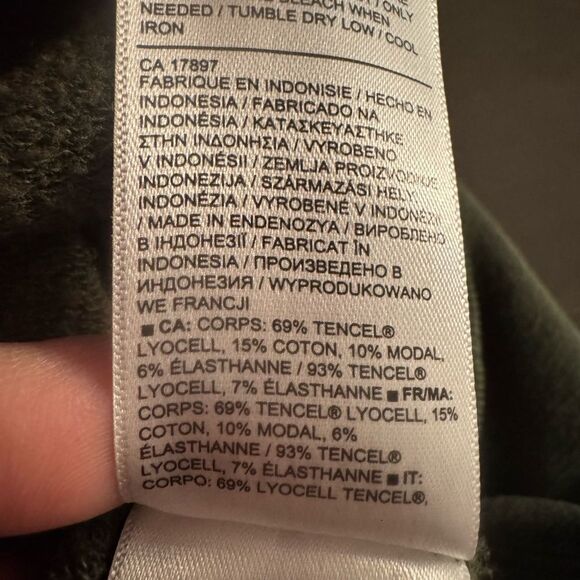 / ONLY
BLEACH WHEN
NEEDED / TUMBLE DRY LOW / COOL
IRON
CA 17897
FABRIQUE EN INDONISIE / HECHO EN
INDONESIA / FABRICADO NA
INDONÉSIA / ΚΑΤΑΣΚΕΥΑΣΤΗΚΕ
ΣΤΗΝ ΙΝΔΟΝΗΣΙΑ / VYROBENO
V INDONÉSII / ZEMLJA PROIZVODNJE
INDONEZIJA / SZÁRMAZÁSI HELY:
INDONÉZIA / VYROBENÉ V INDONÉZII
/ MADE IN ENDENOZYA / ВИРОБЛЕНО
В ІНДОНЕЗІЇ / FABRICAT ÎN
INDONESIA / ПРОИЗВЕДЕНО В
ИНДОНЕЗИЯ / WYPRODUKOWANO
WE FRANCJI
■ CA: CORPS: 69% TENCEL®
LYOCELL, 15% COTON, 10% MODAL,
6% ÉLASTHANNE / 93% TENCEL®
LYOCELL, 7% ÉLASTHANNE ■ FR/MA:
CORPS: 69% TENCEL® LYOCELL, 15%
COTON, 10% MODAL, 6%
ÉLASTHANNE / 93% TENCEL®
LYOCELL, 7% ÉLASTHANNE ■ IT:
CORPO: 69% LYOCELL TENCEL®,